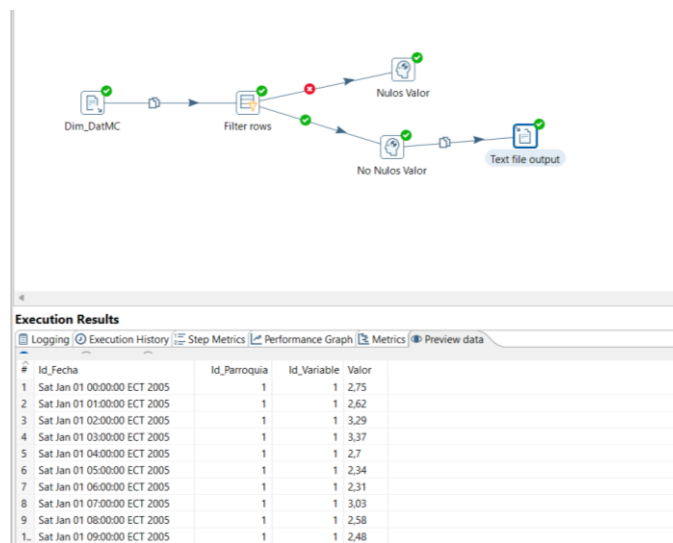 Nulos Valor
Dim_DatMC
Filter rows
No Nulos Valor
Text file output
Execution Results
Logging Execution History Step Metrics Performance Graph Metrics Preview data
# Id_Fecha Id_Parroquia Id_Variable Valor
1 Sat Jan 01 00:00:00 ECT 2005 1 1 2,75
2 Sat Jan 01 01:00:00 ECT 2005 1 1 2,62
3 Sat Jan 01 02:00:00 ECT 2005 1 1 3,29
4 Sat Jan 01 03:00:00 ECT 2005 1 1 3,37
5 Sat Jan 01 04:00:00 ECT 2005 1 1 2,7
6 Sat Jan 01 05:00:00 ECT 2005 1 1 2,34
7 Sat Jan 01 06:00:00 ECT 2005 1 1 2,31
8 Sat Jan 01 07:00:00 ECT 2005 1 1 3,03
9 Sat Jan 01 08:00:00 ECT 2005 1 1 2,58
1.. Sat Jan 01 09:00:00 ECT 2005 1 1 2,48